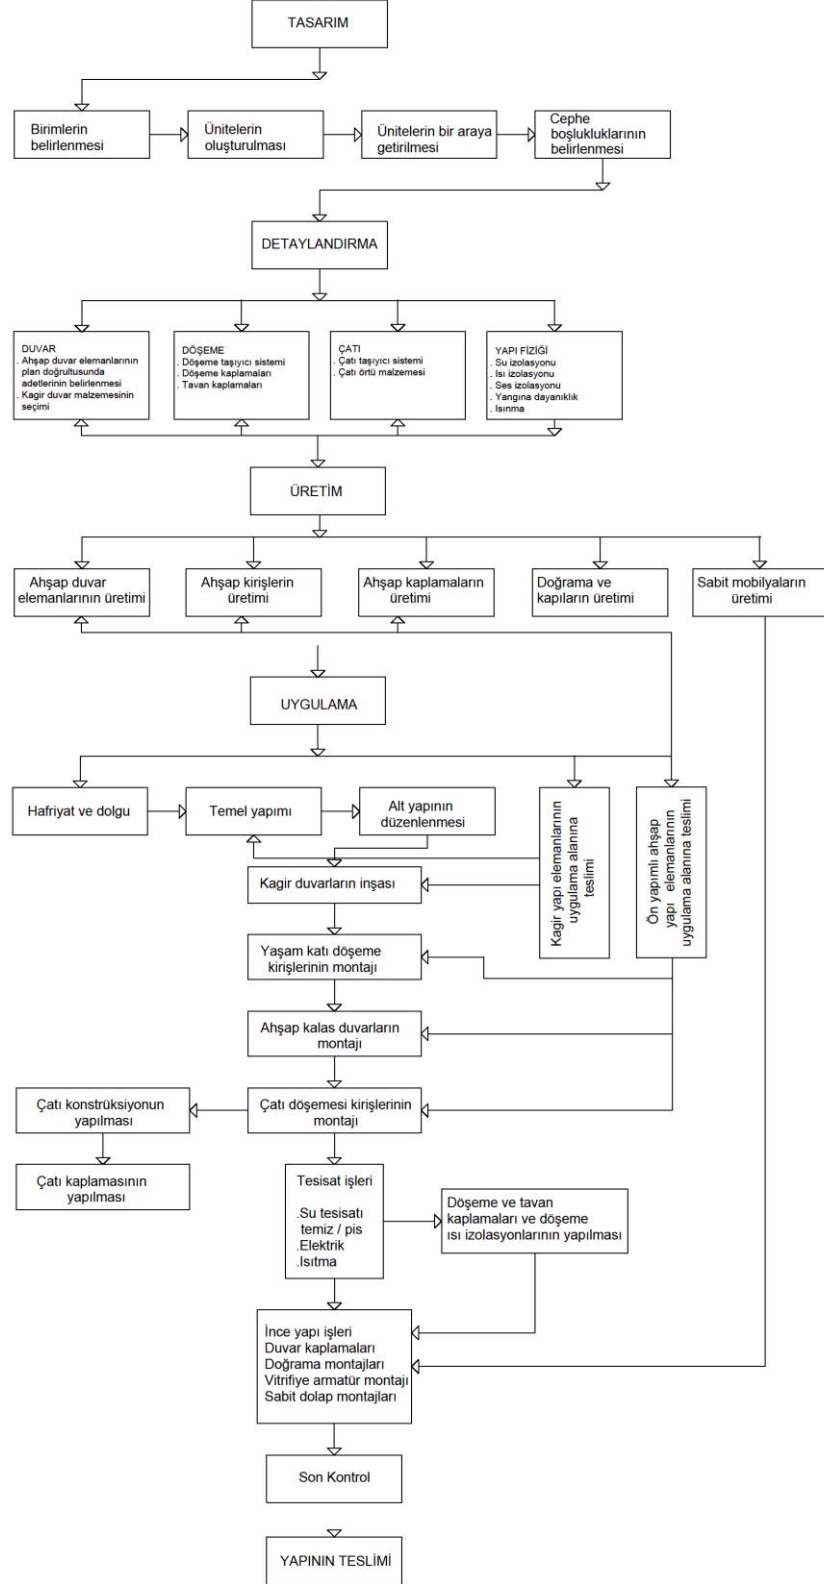 TASARIM
Birimlerin
belirlenmesi
Ünitelerin
oluşturulması
Ünitelerin bir araya
getirilmesi
Cephe
boşlukluklarının
belirlenmesi
DETAYLANDIRMA
DUVAR
. Ahşap duvar elemanlarının
plan doğrultusunda
adetlerinin belirlenmesi
. Kagir duvar malzemesinin
seçimi
DÖŞEME
. Döşeme taşıyıcı sistemi
. Döşeme kaplamaları
. Tavan kaplamaları
ÇATI
. Çatı taşıyıcı sistemi
. Çatı örtü malzemesi
YAPI FİZİĞİ
. Su izolasyonu
. Isı izolasyonu
. Ses izolasyonu
. Yangına dayanıklık
. Isınma
ÜRETİM
Ahşap duvar
elemanlarının üretimi
Ahşap kirişlerin
üretimi
Ahşap kaplamaların
üretimi
Doğrama ve
kapıların üretimi
Sabit mobilyaların
üretimi
UYGULAMA
Hafriyat ve dolgu
Temel yapımı
Alt yapının
düzenlenmesi
Kagir yapı elemanlarının
uygulama alanına
teslimi
Ön yapımlı ahşap
yapı elemanlarının
uygulama alanına teslimi
Kagir duvarların inşası
Yaşam katı döşeme
kirişlerinin montajı
Ahşap kalas duvarların
montajı
Çatı konstrüksiyonun
yapılması
Çatı döşemesi kirişlerinin
montajı
Çatı kaplamasının
yapılması
Tesisat işleri
.Su tesisatı
temiz / pis
.Elektrik
.Isıtma
Döşeme ve tavan
kaplamaları ve döşeme
ısı izolasyonlarının yapılması
İnce yapı işleri
Duvar kaplamaları
Doğrama montajları
Vitrifiye armatür montajı
Sabit dolap montajları
Son Kontrol
YAPININ TESLİMİ